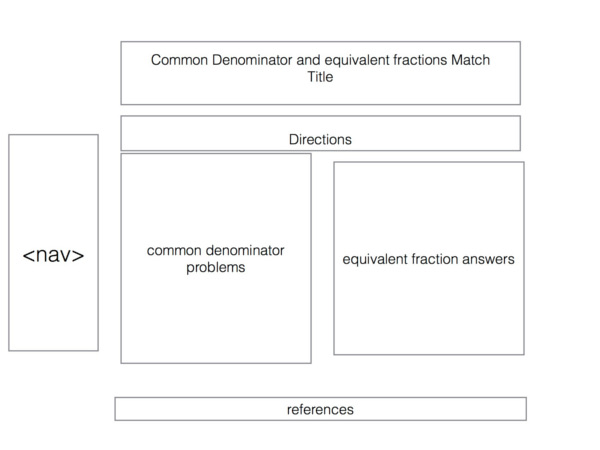 Common Denominator and equivalent fractions Match
Title
Directions
<nav>
common denominator
problems
equivalent fraction answers
references